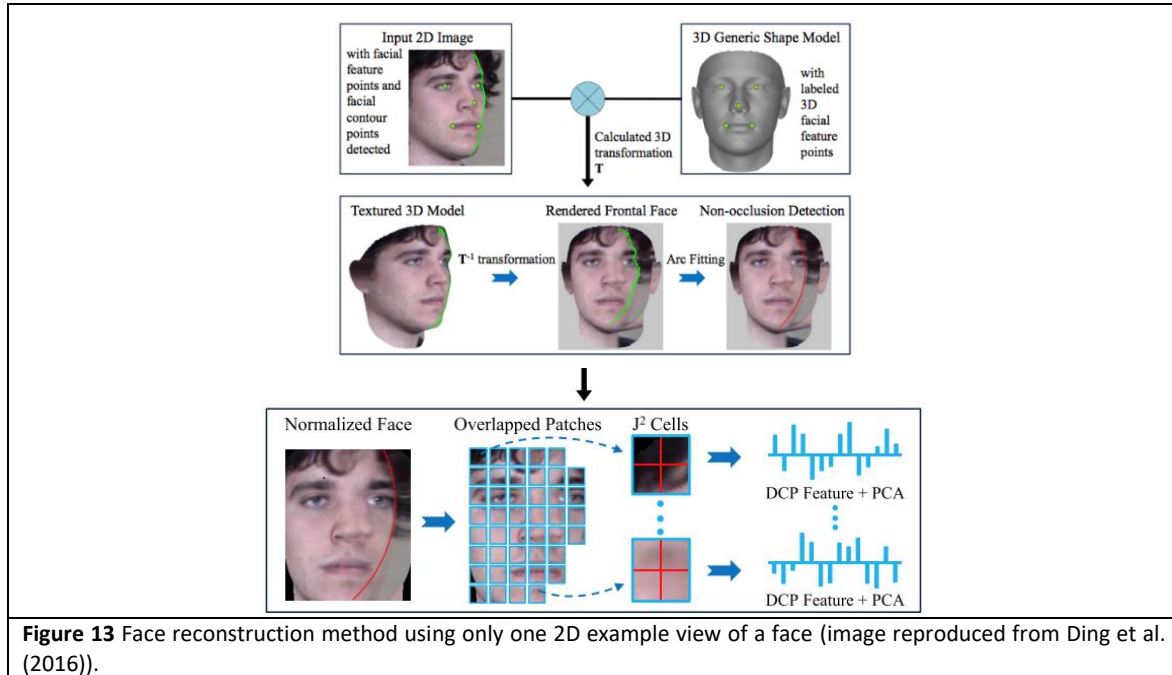 Input 2D Image
with facial
feature
points and
facial
contour
points
detected
3D Generic Shape Model
with
labeled
3D
facial
feature
points
Calculated 3D
transformation
T
Textured 3D Model
Rendered Frontal Face
Non-occlusion Detection
T⁻¹ transformation
Arc Fitting
Normalized Face
Overlapped Patches
J² Cells
DCP Feature + PCA
DCP Feature + PCA
Figure 13 Face reconstruction method using only one 2D example view of a face (image reproduced from Ding et al.
(2016)).